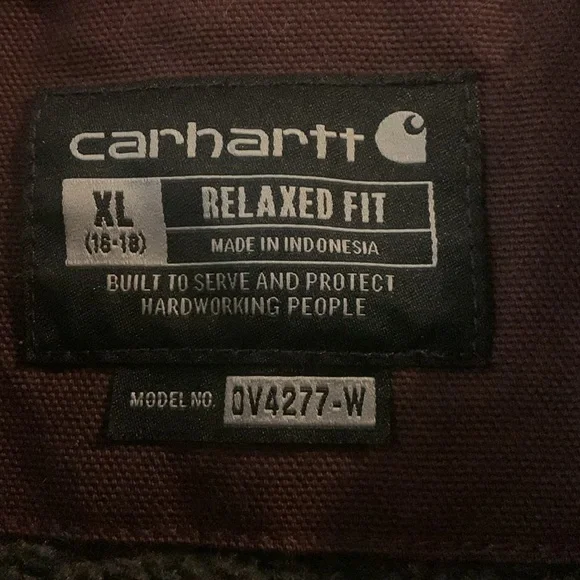 carhartt
XL
(16-18)
RELAXED FIT
MADE IN INDONESIA
BUILT TO SERVE AND PROTECT
HARDWORKING PEOPLE
MODEL NO. OV4277-W